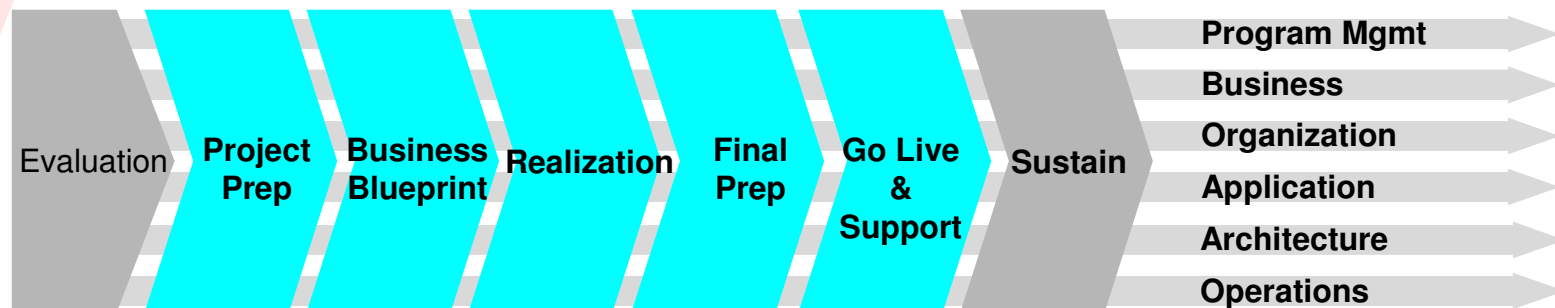 Evaluation
Project
Prep
Business
Blueprint
Realization
Final
Prep
Go Live
&
Support
Sustain
Program Mgmt
Business
Organization
Application
Architecture
Operations